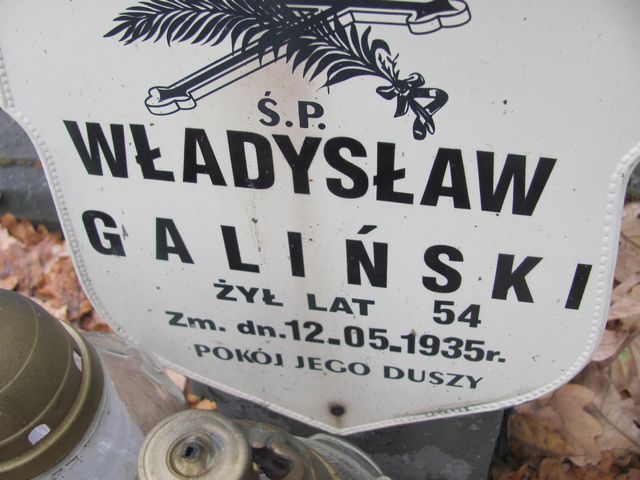 Ś.P.
WŁADYSŁAW
GALIŃSKI
ŻYŁ LAT 54
Zm. dn. 12.05.1935r.
POKÓJ JEGO DUSZY